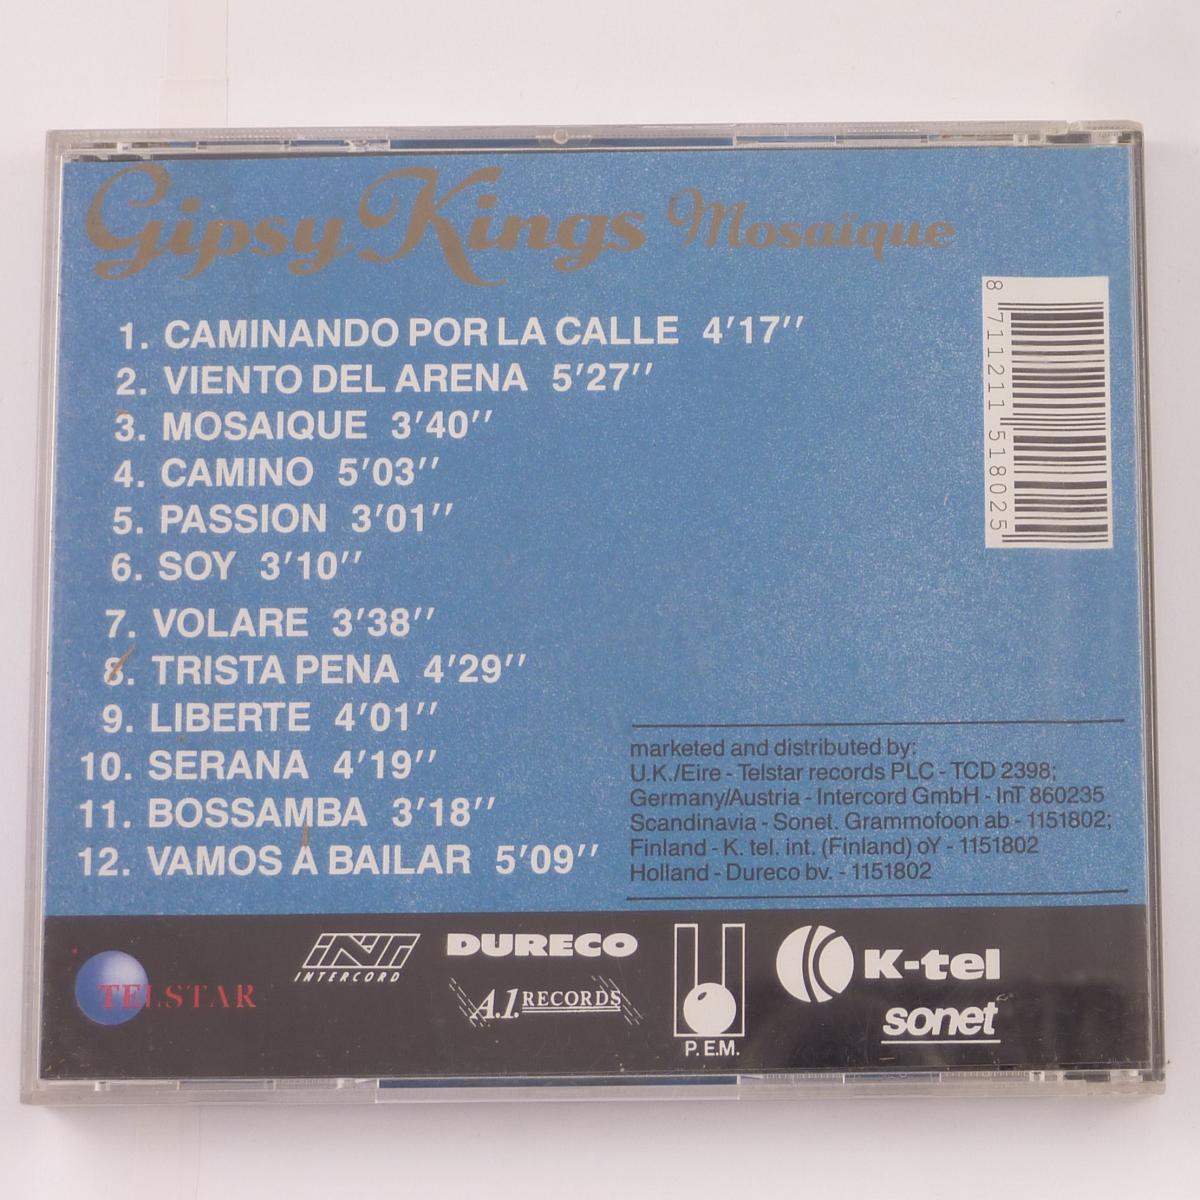 Gipsy Kings Mosaïque
1. CAMINANDO POR LA CALLE 4'17''
2. VIENTO DEL ARENA 5'27''
3. MOSAIQUE 3'40''
4. CAMINO 5'03''
5. PASSION 3'01''
6. SOY 3'10''
7. VOLARE 3'38''
8. TRISTA PENA 4'29''
9. LIBERTE 4'01''
10. SERANA 4'19''
11. BOSSAMBA 3'18''
12. VAMOS A BAILAR 5'09''
8 711211 518025
marketed and distributed by:
U.K./Eire - Telstar records PLC - TCD 2398;
Germany/Austria - Intercord GmbH - InT 860235
Scandinavia - Sonet. Grammofoon ab - 1151802;
Finland - K. tel. int. (Finland) oY - 1151802
Holland - Dureco bv. - 1151802
TELSTAR
INT
INTERCORD
DURECO
A.1. RECORDS
P.E.M.
K-tel
sonet